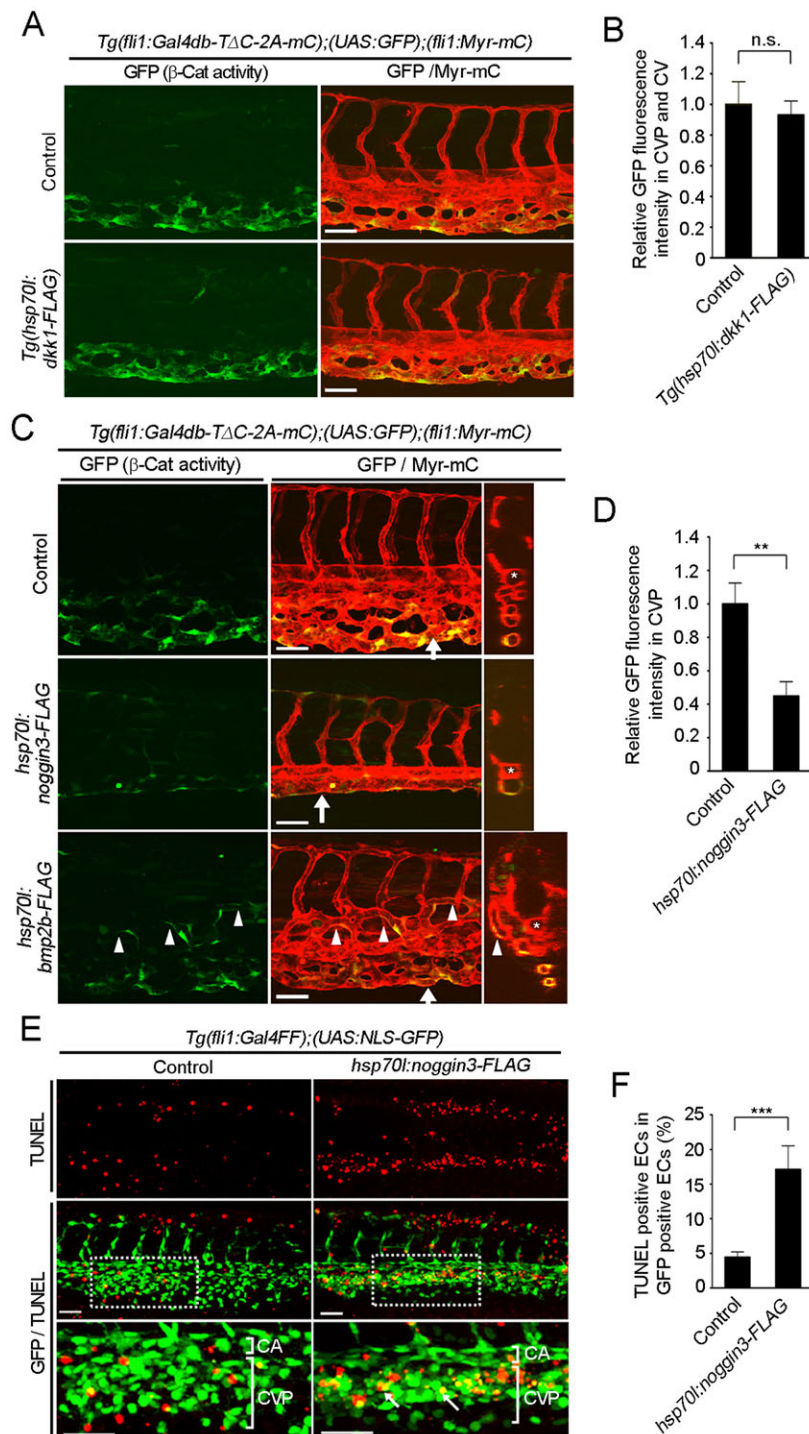 A
Tg(fli1:Gal4db-TΔC-2A-mC);(UAS:GFP);(fli1:Myr-mC)
GFP (β-Cat activity)
GFP /Myr-mC
Control
Tg(hsp70l:
dkk1-FLAG)
B
n.s.
Relative GFP fluorescence
intensity in CVP and CV
1.4
1.2
1.0
0.8
0.6
0.4
0.2
0
Control
Tg(hsp70l:dkk1-FLAG)
C
Tg(fli1:Gal4db-TΔC-2A-mC);(UAS:GFP);(fli1:Myr-mC)
GFP (β-Cat activity)
GFP / Myr-mC
Control
*
hsp70l:
noggin3-FLAG
*
hsp70l:
bmp2b-FLAG
*
D
**
Relative GFP fluorescence
intensity in CVP
1.4
1.2
1.0
0.8
0.6
0.4
0.2
0
Control
hsp70l:noggin3-FLAG
E
Tg(fli1:Gal4FF);(UAS:NLS-GFP)
Control
hsp70l:noggin3-FLAG
TUNEL
GFP / TUNEL
CA
CVP
CA
CVP
F
***
TUNEL positive ECs in
GFP positive ECs (%)
25
20
15
10
5
0
Control
hsp70l:noggin3-FLAG